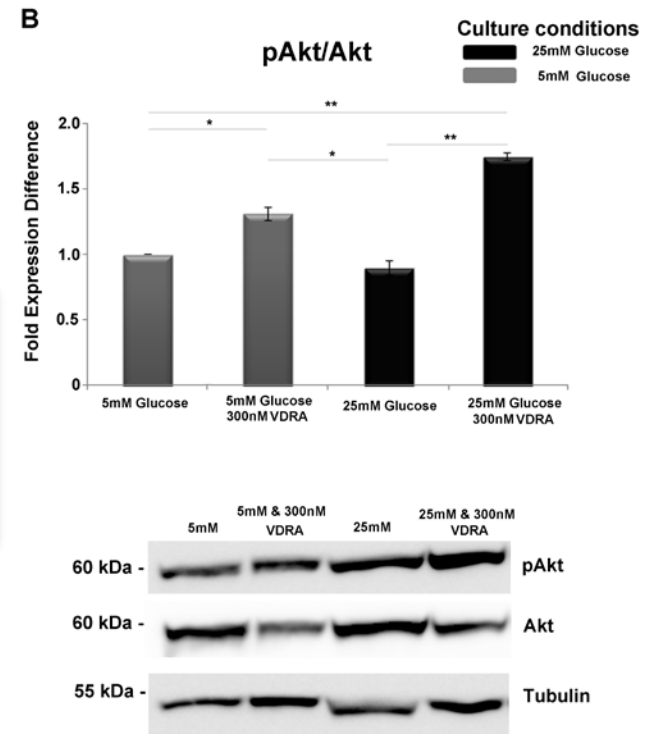 B
Culture conditions
25mM Glucose
5mM Glucose
pAkt/Akt
**
*
**
*
Fold Expression Difference
2.0
1.5
1.0
0.5
0
5mM Glucose
5mM Glucose
300nM VDRA
25mM Glucose
25mM Glucose
300nM VDRA
5mM
5mM & 300nM
VDRA
25mM
25mM & 300nM
VDRA
60 kDa -
pAkt
60 kDa -
Akt
55 kDa -
Tubulin